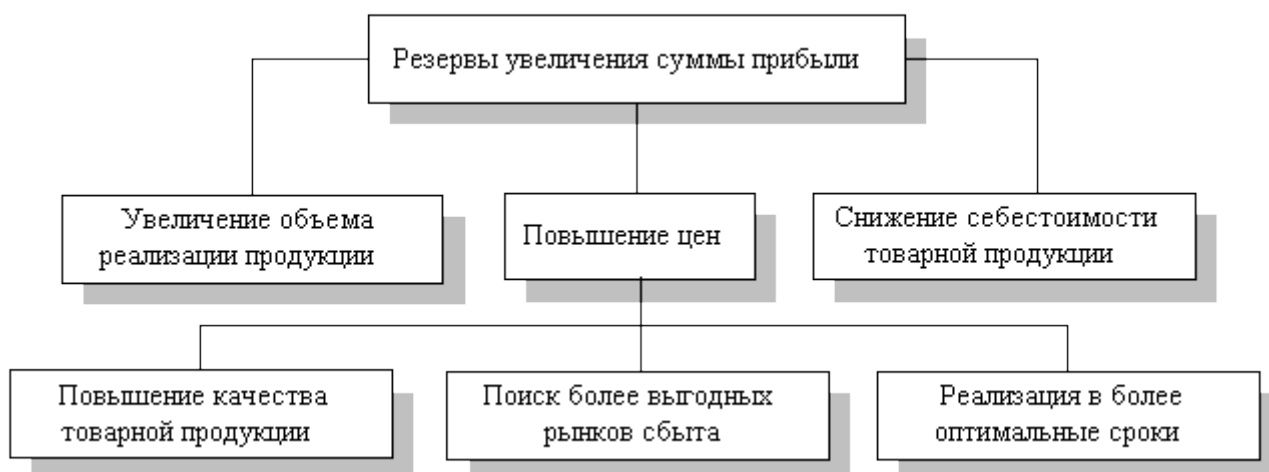 Резервы увеличения суммы прибыли
Увеличение объема
реализации продукции
Повышение цен
Снижение себестоимости
товарной продукции
Повышение качества
товарной продукции
Поиск более выгодных
рынков сбыта
Реализация в более
оптимальные сроки